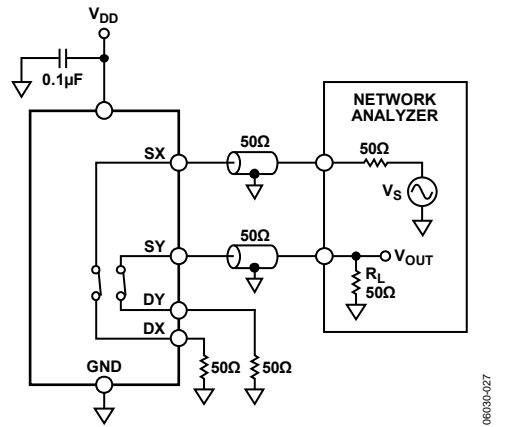 VDD
0.1µF
NETWORK
ANALYZER
SX
50Ω
50Ω
VS
SY
50Ω
VOUT
RL
50Ω
DY
DX
GND
50Ω
50Ω
06030-027